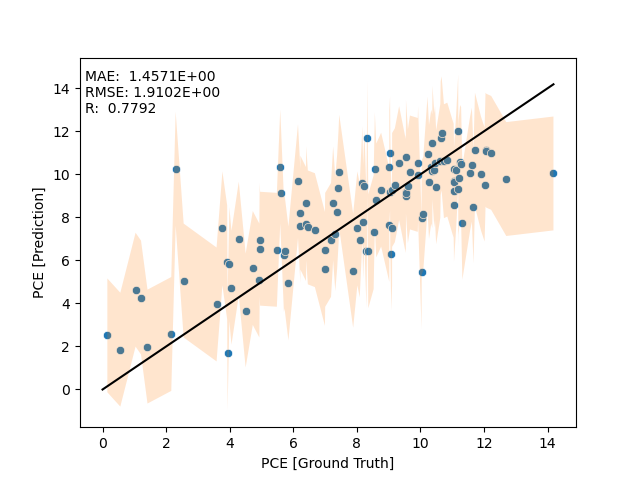 MAE: 1.4571E+00
RMSE: 1.9102E+00
R: 0.7792
14
12
10
8
6
4
2
0
PCE [Prediction]
0 2 4 6 8 10 12 14
PCE [Ground Truth]